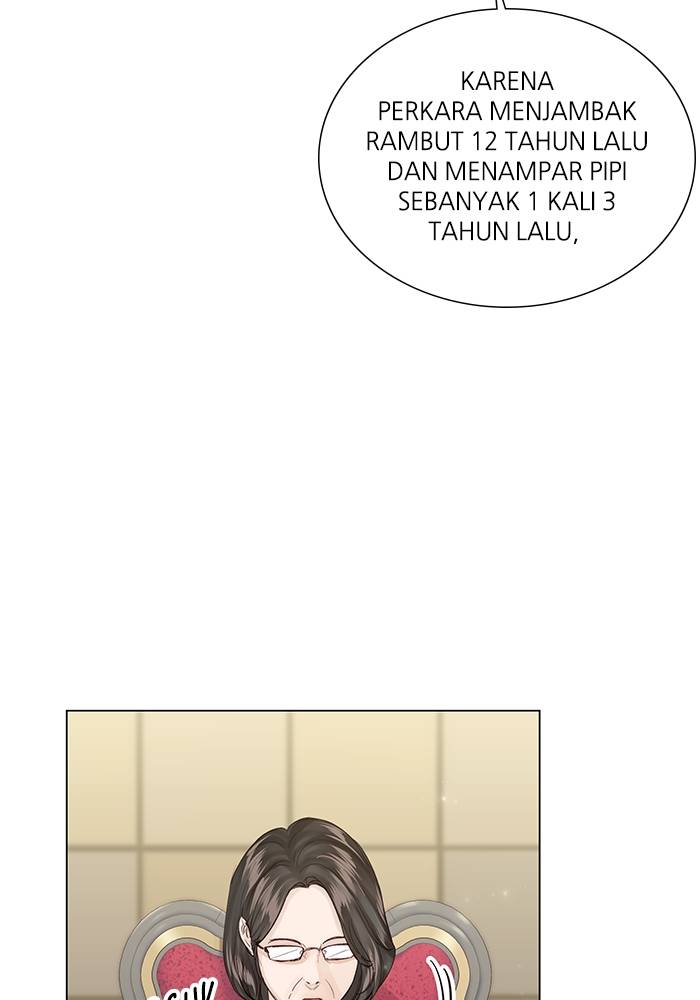 KARENA
PERKARA MENJAMBAK
RAMBUT 12 TAHUN LALU
DAN MENAMPAR PIPI
SEBANYAK 1 KALI 3
TAHUN LALU,